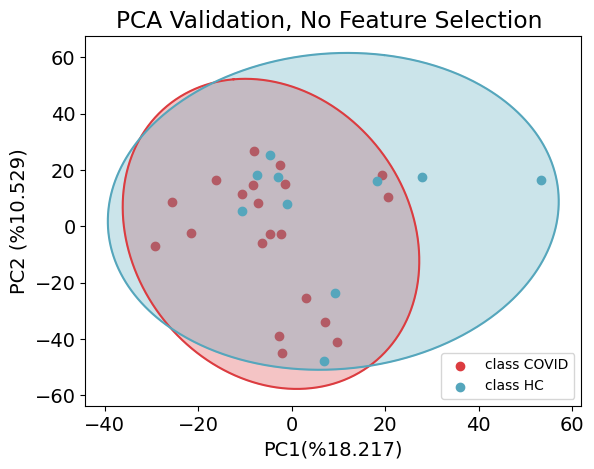 PCA Validation, No Feature Selection
60
40
20
0
−20
−40
−60
PC2 (%10.529)
−40
−20
0
20
40
60
PC1(%18.217)
class COVID
class HC